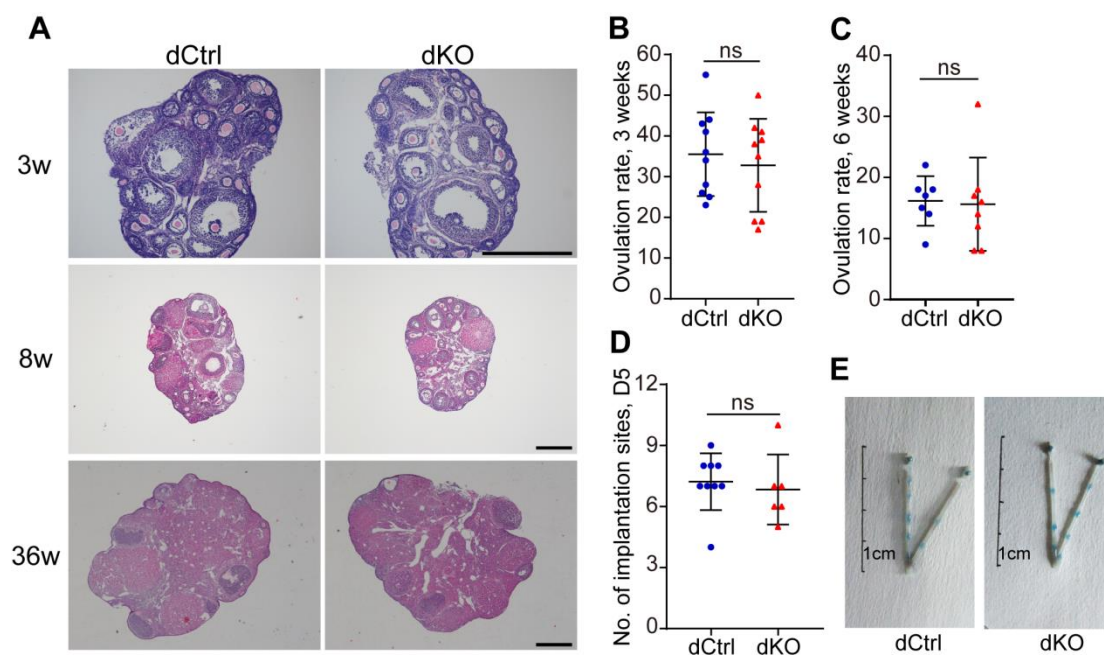 A
dCtrl
dKO
3w
8w
36w
B
Ovulation rate, 3 weeks
60
50
40
30
20
10
0
ns
dCtrl
dKO
C
Ovulation rate, 6 weeks
40
30
20
10
0
ns
dCtrl
dKO
D
No. of implantation sites, D5
12
9
6
3
0
ns
dCtrl
dKO
E
1cm
1cm
dCtrl
dKO